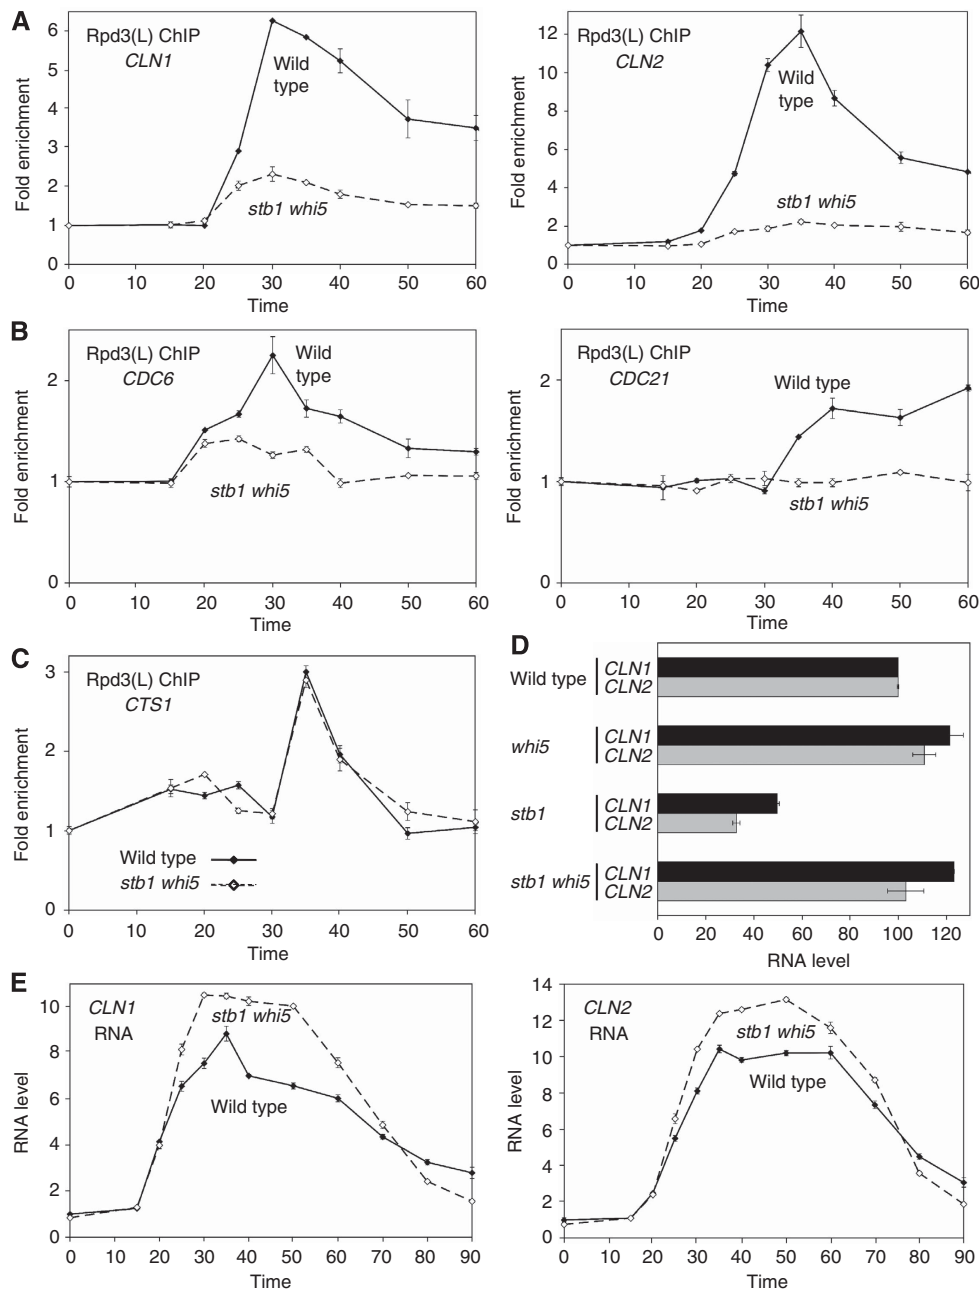 A
Rpd3(L) ChIP
CLN1
Wild
type
stb1 whi5
Fold enrichment
6
5
4
3
2
1
0
0 10 20 30 40 50 60
Time
Rpd3(L) ChIP
CLN2
Wild
type
stb1 whi5
Fold enrichment
12
10
8
6
4
2
0
0 10 20 30 40 50 60
Time
B
Rpd3(L) ChIP
CDC6
Wild
type
stb1 whi5
Fold enrichment
2
1
0
0 10 20 30 40 50 60
Time
Rpd3(L) ChIP
CDC21
Wild type
stb1 whi5
Fold enrichment
2
1
0
0 10 20 30 40 50 60
Time
C
Rpd3(L) ChIP
CTS1
Wild type
stb1 whi5
Fold enrichment
3
2
1
0
0 10 20 30 40 50 60
Time
D
Wild type
CLN1
CLN2
whi5
CLN1
CLN2
stb1
CLN1
CLN2
stb1 whi5
CLN1
CLN2
0 20 40 60 80 100 120
RNA level
E
CLN1
RNA
stb1 whi5
Wild type
RNA level
10
8
6
4
2
0
0 10 20 30 40 50 60 70 80 90
Time
CLN2
RNA
stb1 whi5
Wild type
RNA level
14
12
10
8
6
4
2
0
0 10 20 30 40 50 60 70 80 90
Time